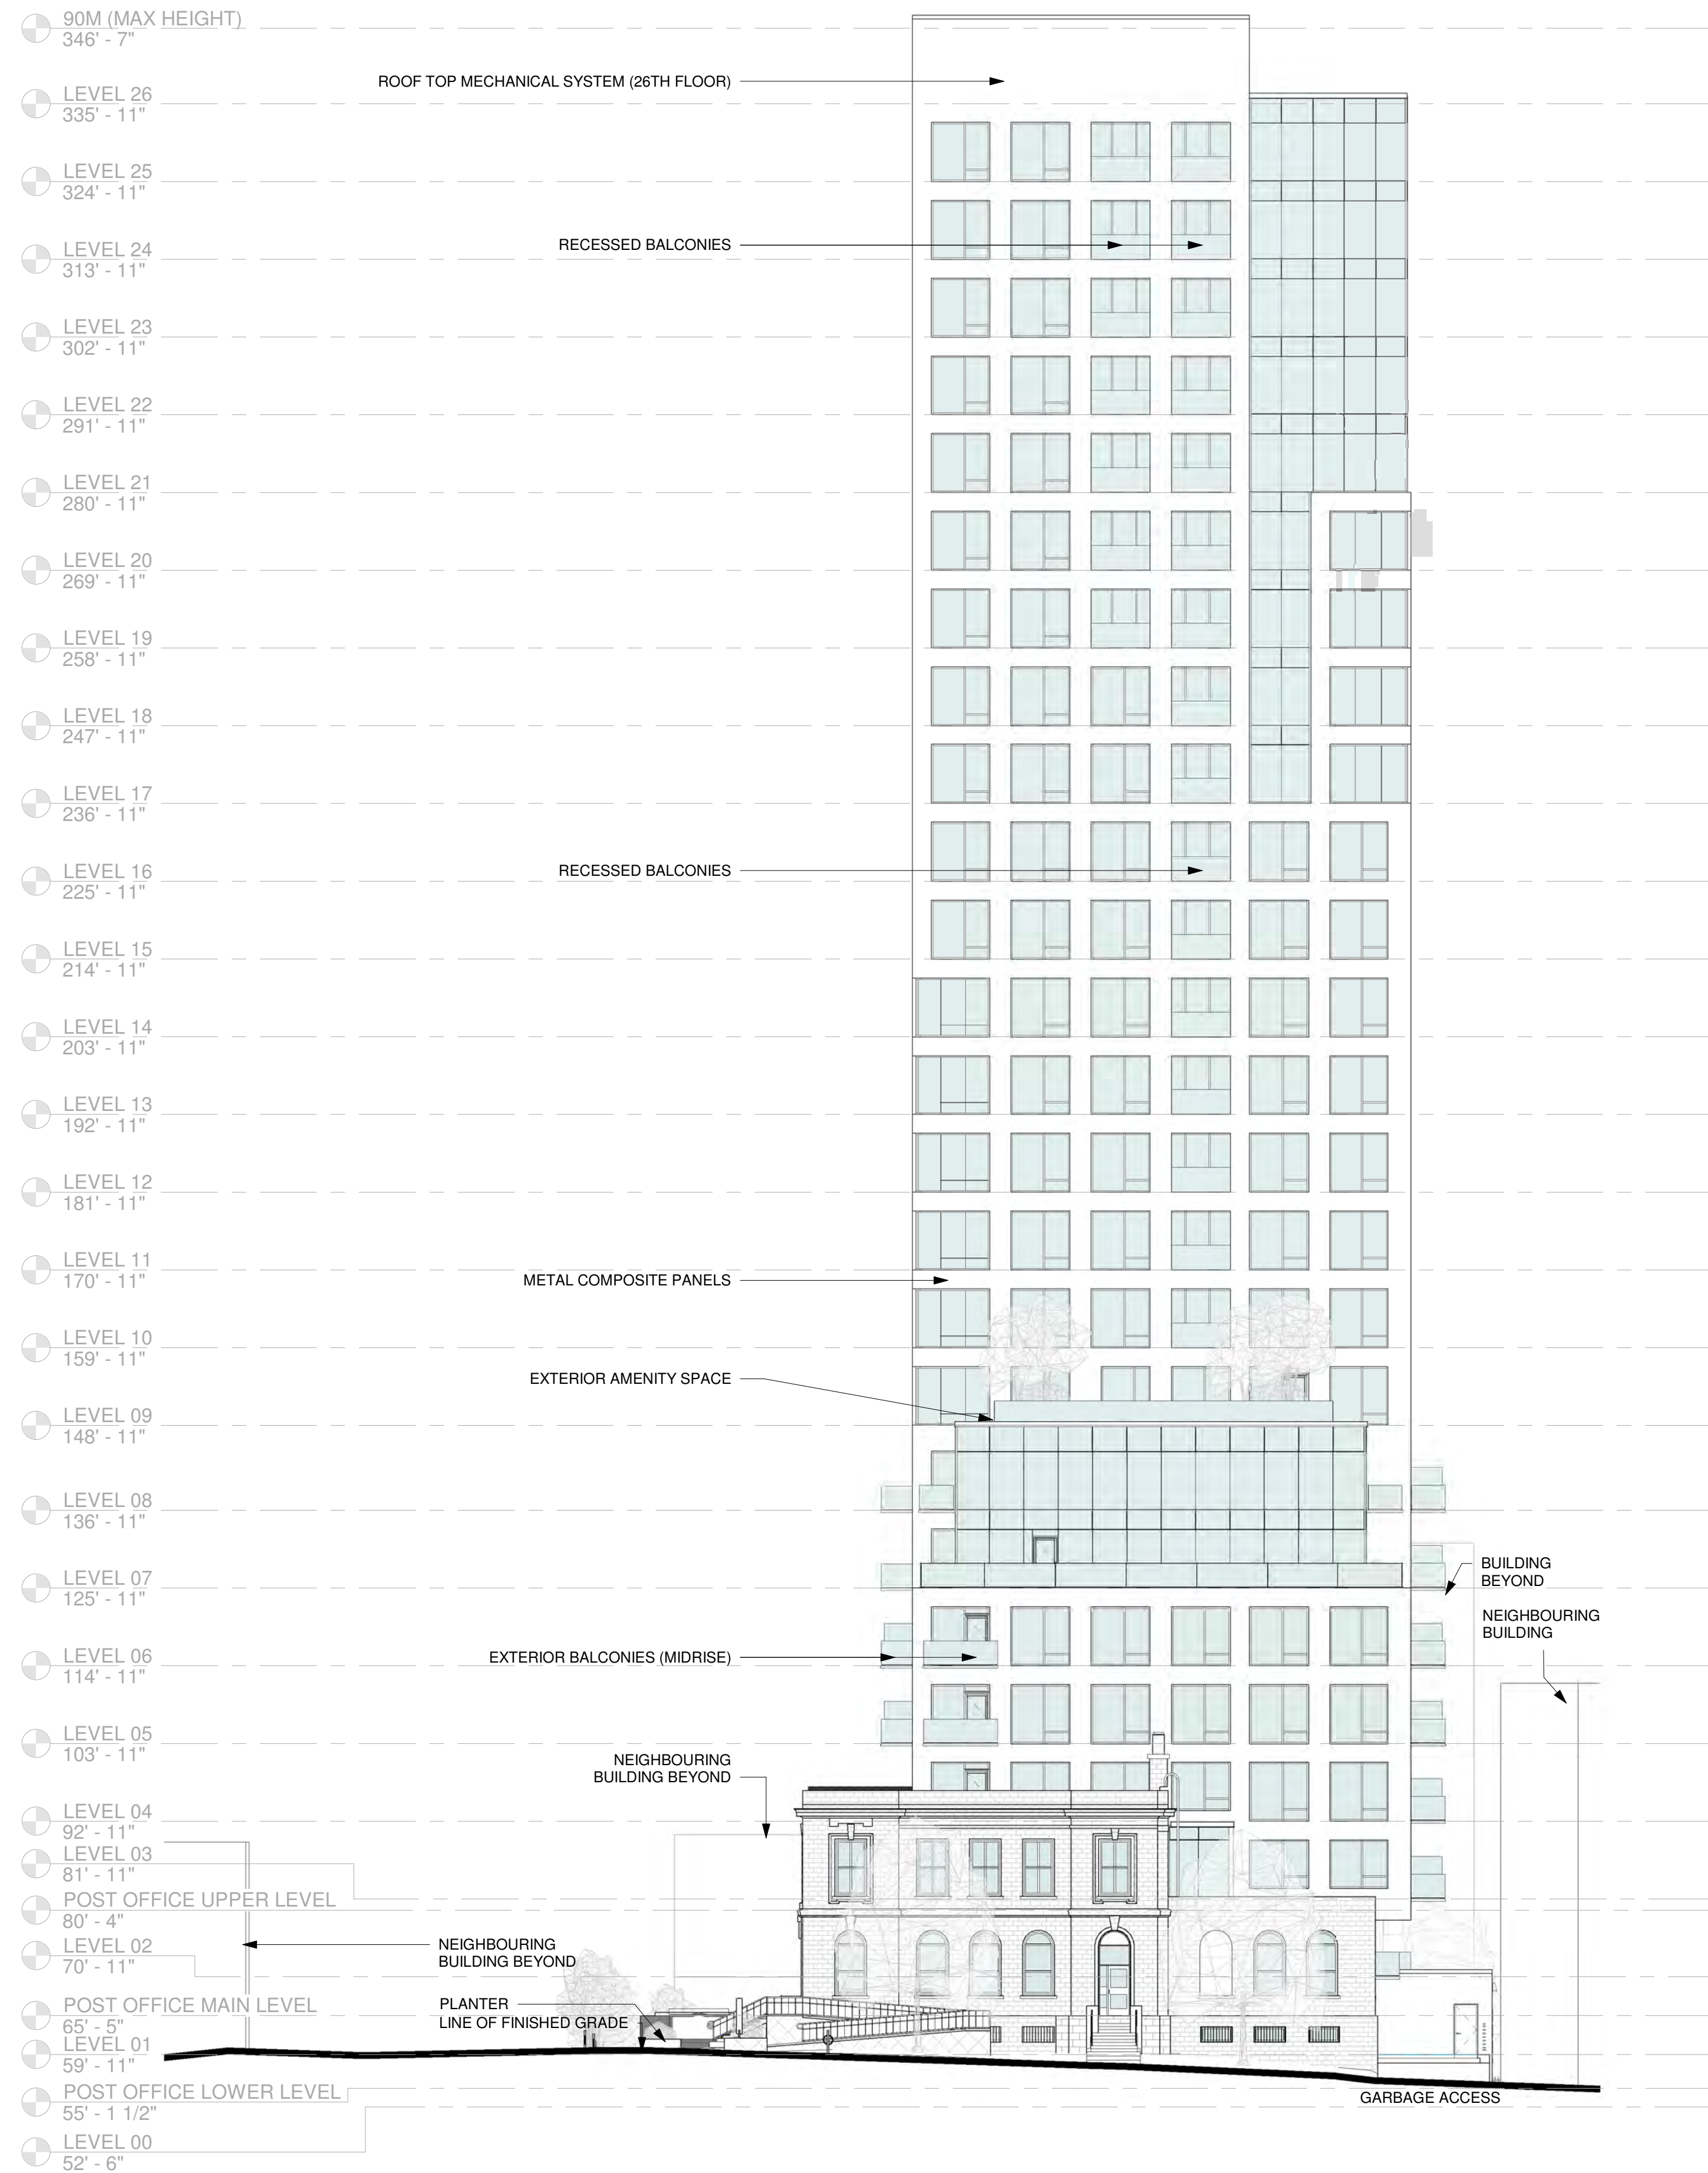 90M (MAX HEIGHT)
346' - 7"
ROOF TOP MECHANICAL SYSTEM (26TH FLOOR)
LEVEL 26
335' - 11"
LEVEL 25
324' - 11"
RECESSED BALCONIES
LEVEL 24
313' - 11"
LEVEL 23
302' - 11"
LEVEL 22
291' - 11"
LEVEL 21
280' - 11"
LEVEL 20
269' - 11"
LEVEL 19
258' - 11"
LEVEL 18
247' - 11"
LEVEL 17
236' - 11"
RECESSED BALCONIES
LEVEL 16
225' - 11"
LEVEL 15
214' - 11"
LEVEL 14
203' - 11"
LEVEL 13
192' - 11"
LEVEL 12
181' - 11"
LEVEL 11
170' - 11"
METAL COMPOSITE PANELS
LEVEL 10
159' - 11"
EXTERIOR AMENITY SPACE
LEVEL 09
148' - 11"
LEVEL 08
136' - 11"
BUILDING
BEYOND
LEVEL 07
125' - 11"
NEIGHBOURING
BUILDING
EXTERIOR BALCONIES (MIDRISE)
LEVEL 06
114' - 11"
LEVEL 05
103' - 11"
NEIGHBOURING
BUILDING BEYOND
LEVEL 04
92' - 11"
LEVEL 03
81' - 11"
POST OFFICE UPPER LEVEL
80' - 4"
LEVEL 02
70' - 11"
NEIGHBOURING
BUILDING BEYOND
POST OFFICE MAIN LEVEL
65' - 5"
PLANTER
LINE OF FINISHED GRADE
LEVEL 01
59' - 11"
POST OFFICE LOWER LEVEL
55' - 1 1/2"
GARBAGE ACCESS
LEVEL 00
52' - 6"